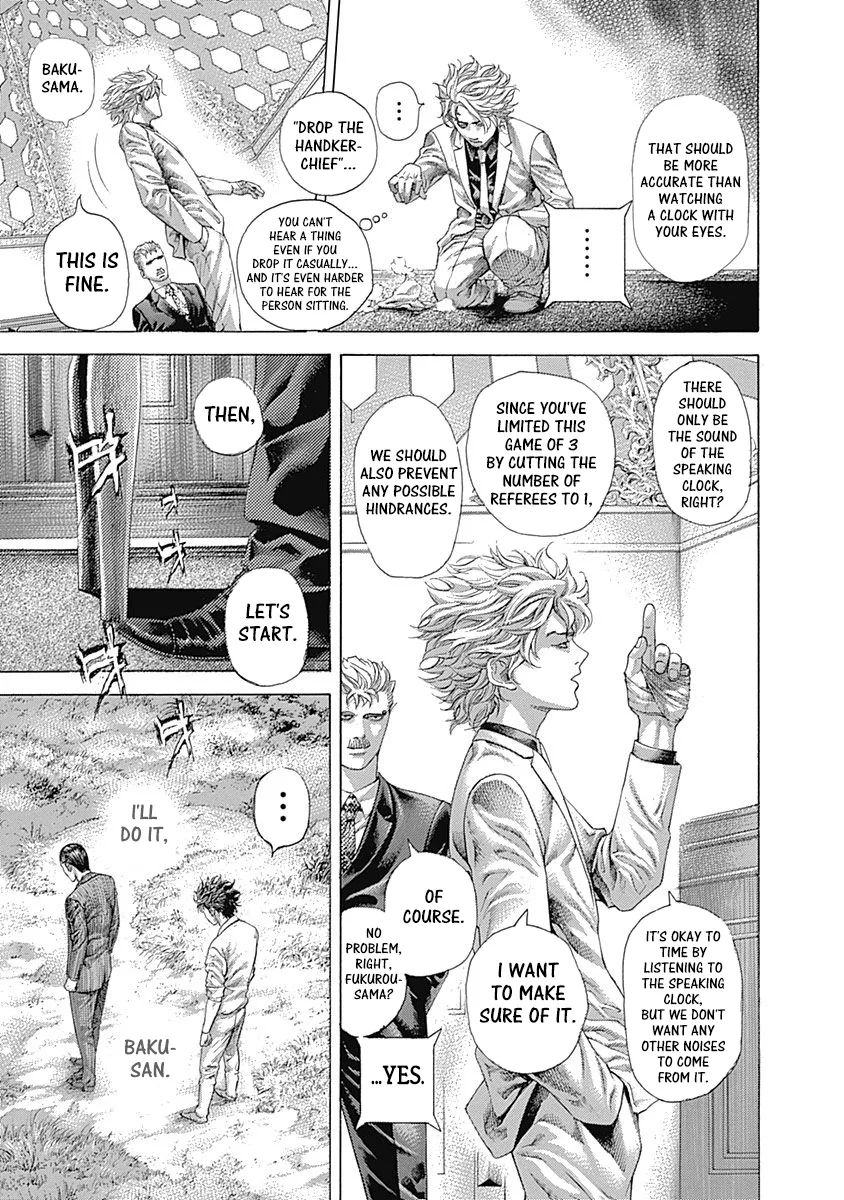 THAT SHOULD
BE MORE
ACCURATE THAN
WATCHING
A CLOCK WITH
YOUR EYES.
......
...
"DROP THE
HANDKER-
CHIEF"...
YOU CAN'T
HEAR A THING
EVEN IF YOU
DROP IT CASUALLY...
AND IT'S EVEN HARDER
TO HEAR FOR THE
PERSON SITTING.
BAKU-
SAMA.
THIS IS
FINE.
THERE
SHOULD
ONLY BE
THE SOUND
OF THE
SPEAKING
CLOCK,
RIGHT?
SINCE YOU'VE
LIMITED THIS
GAME OF 3
BY CUTTING THE
NUMBER OF
REFEREES TO 1,
WE SHOULD
ALSO PREVENT
ANY POSSIBLE
HINDRANCES.
IT'S OKAY TO
TIME BY
LISTENING TO
THE SPEAKING
CLOCK,
BUT WE DON'T
WANT ANY
OTHER NOISES
TO COME
FROM IT.
I WANT
TO MAKE
SURE OF IT.
OF
COURSE.
NO
PROBLEM,
RIGHT,
FUKUROU-
SAMA?
...YES.
THEN,
LET'S
START.
...
I'LL
DO IT,
BAKU-
SAN.